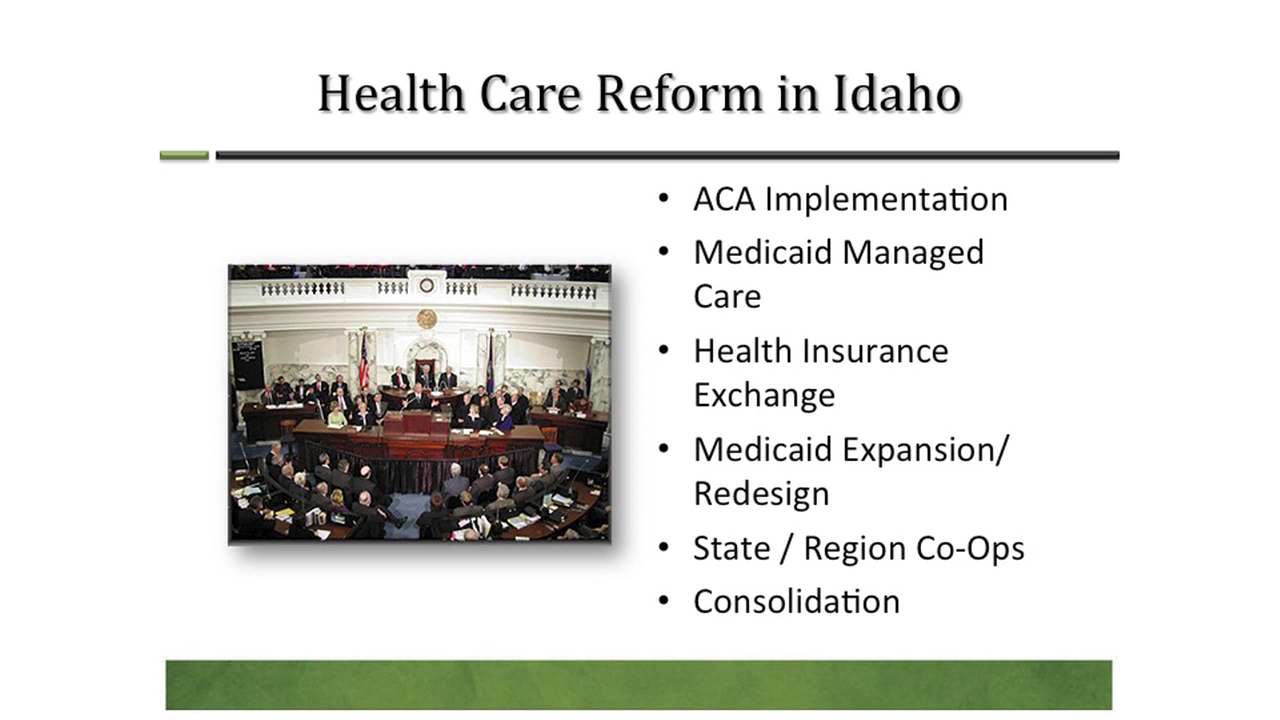 Health Care Reform in Idaho
• ACA Implementation
• Medicaid Managed
Care
• Health Insurance
Exchange
• Medicaid Expansion/
Redesign
• State / Region Co-Ops
• Consolidation